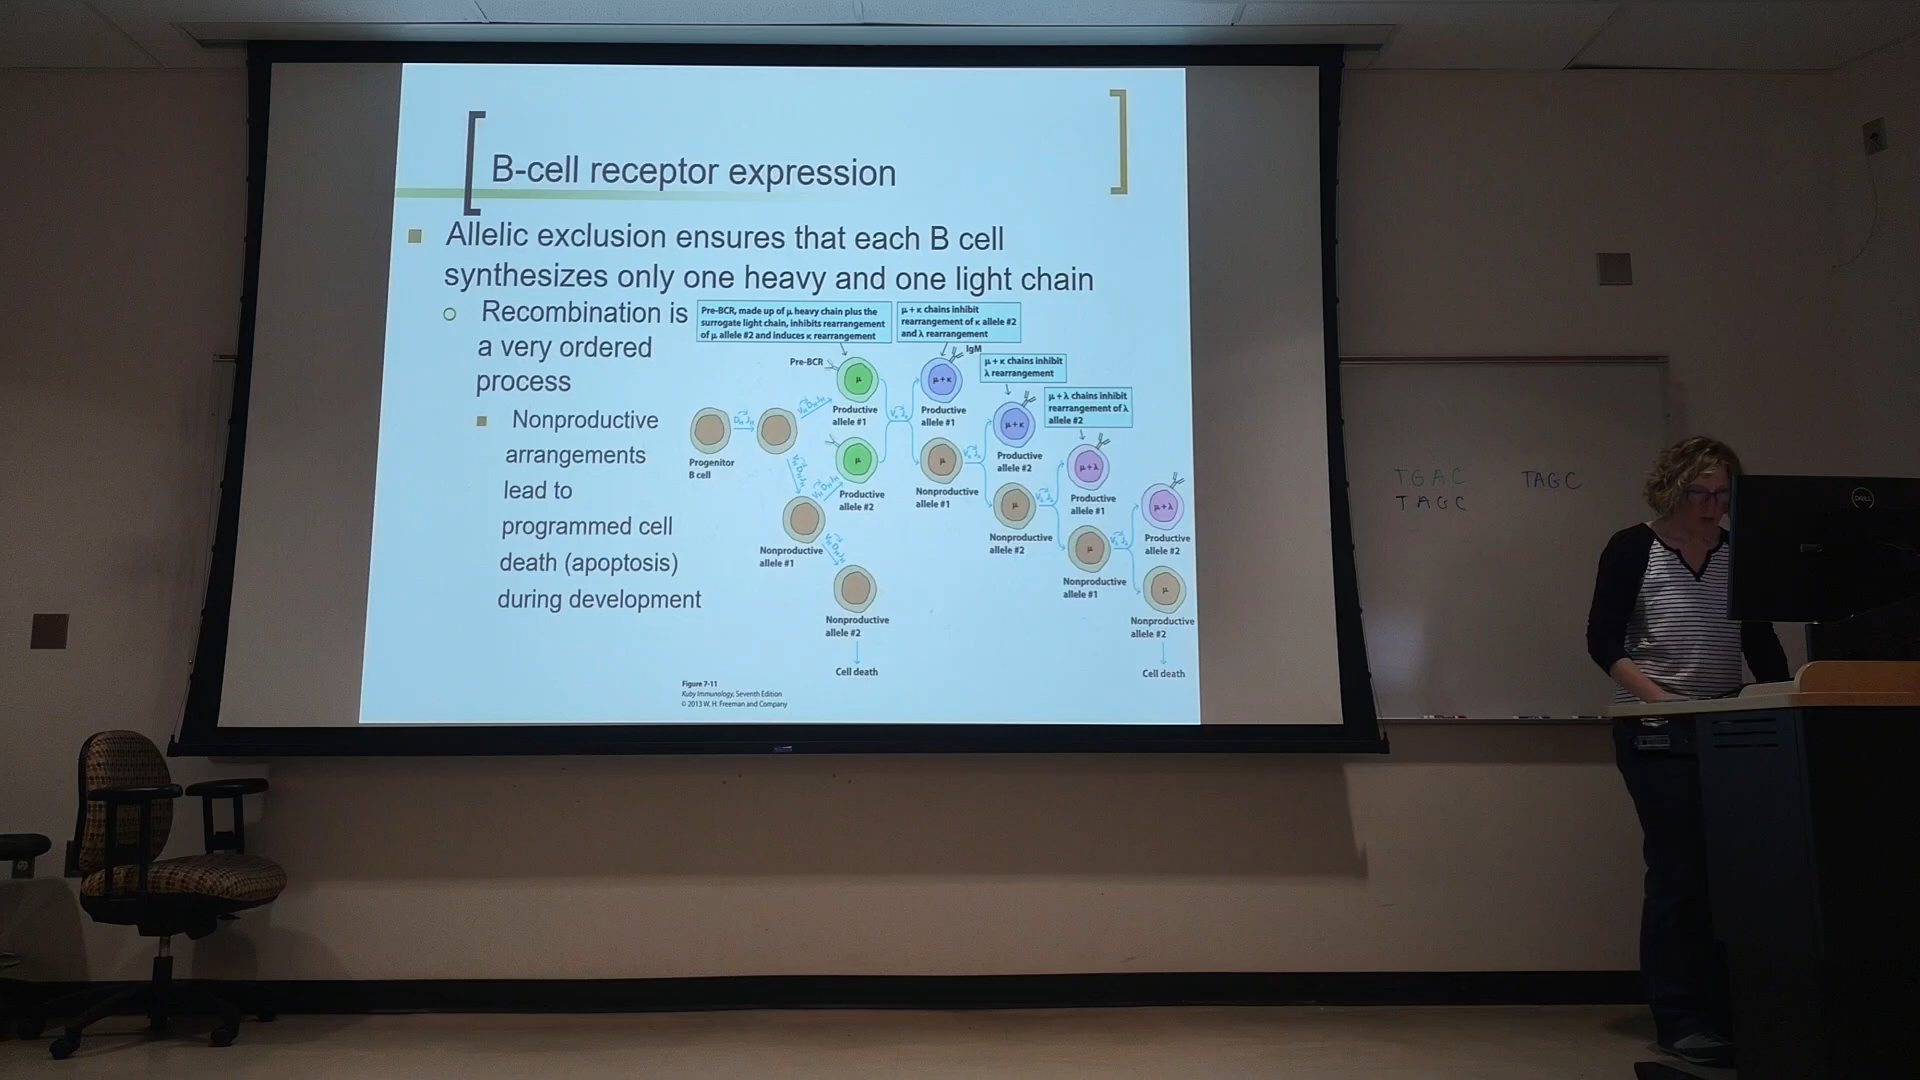 B-cell receptor expression
Allelic exclusion ensures that each B cell
synthesizes only one heavy and one light chain
Recombination is
a very ordered
process
Nonproductive
arrangements
lead to
programmed cell
death (apoptosis)
during development
Pre-BCR, made up of μ heavy chain plus the
surrogate light chain, inhibits rearrangement
of μ allele #2 and induces κ rearrangement
μ + κ chains inhibit
rearrangement of κ allele #2
and λ rearrangement
IgM
μ + κ chains inhibit
λ rearrangement
μ + λ chains inhibit
rearrangement of λ
allele #2
Pre-BCR
μ
μ+κ
Productive
allele #1
Productive
allele #1
μ+κ
Progenitor
B cell
μ
μ
Productive
allele #2
μ+λ
Productive
allele #2
Nonproductive
allele #1
μ
Productive
allele #1
μ+λ
Nonproductive
allele #1
Nonproductive
allele #2
μ
Productive
allele #2
Nonproductive
allele #1
μ
Nonproductive
allele #2
Nonproductive
allele #2
Cell death
Cell death
Figure 7-11
Kuby Immunology, Seventh Edition
© 2013 W. H. Freeman and Company
TGAC
TAGC
TAGC
DELL